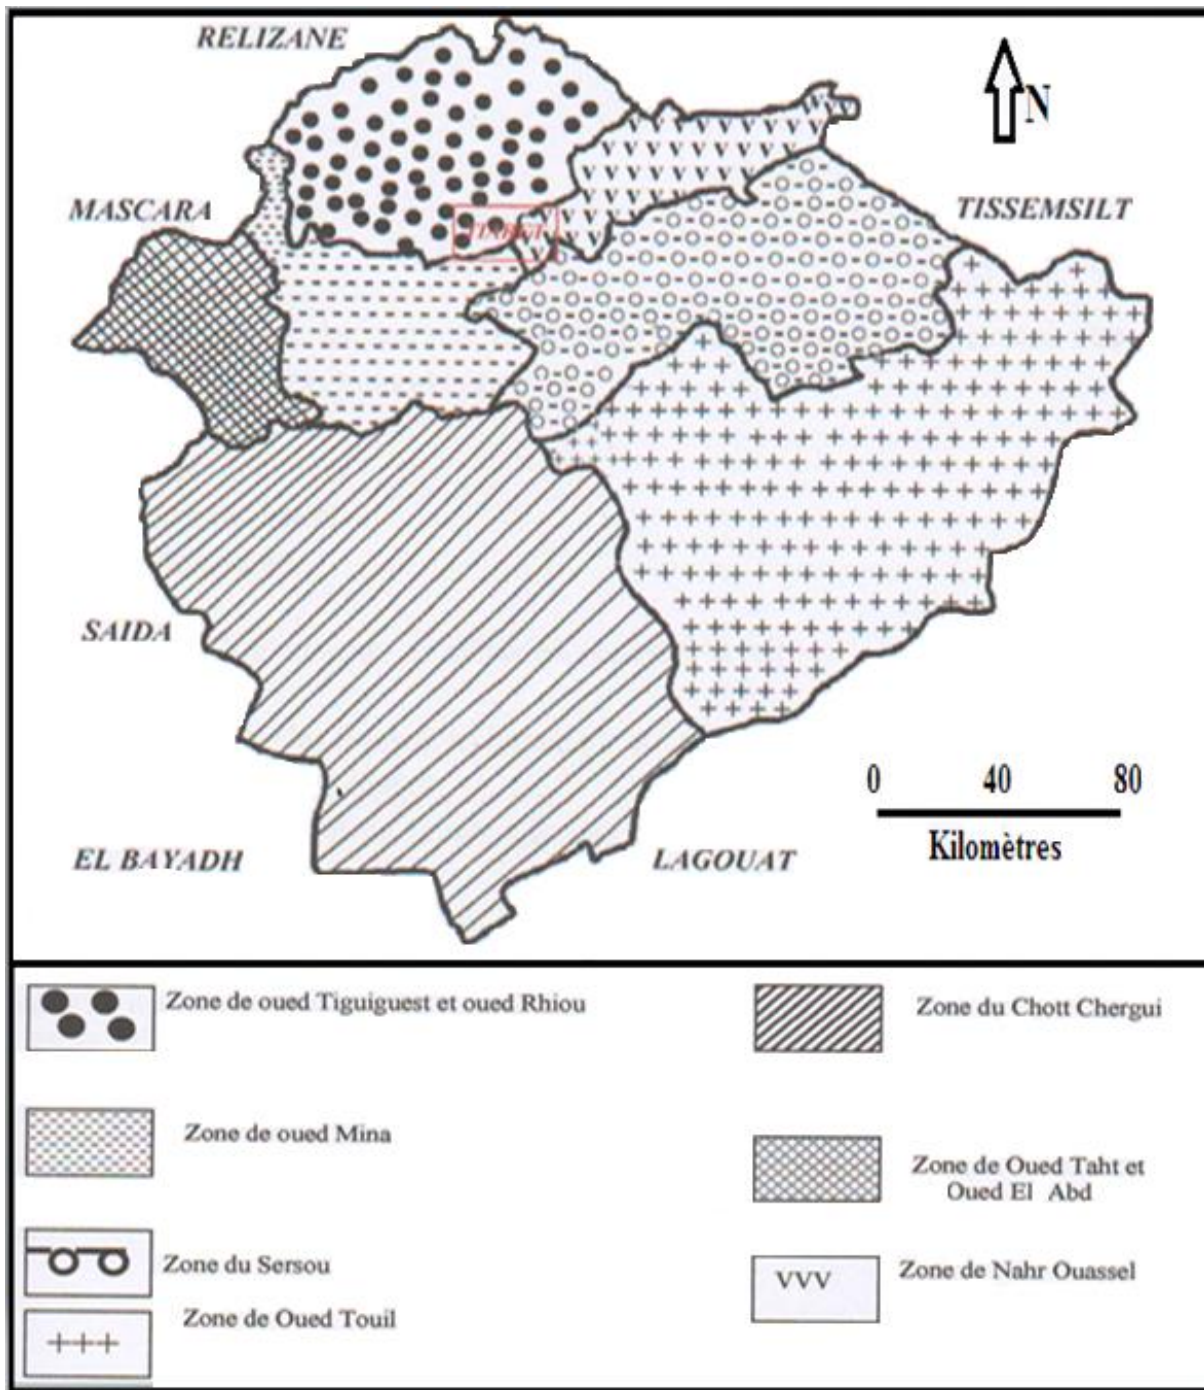 RELIZANE
N
MASCARA
TISSEMSILT
TIARET
SAIDA
0 40 80
Kilomètres
EL BAYADH
LAGOUAT
Zone de oued Tiguiguest et oued Rhiou
Zone du Chott Chergui
Zone de oued Mina
Zone de Oued Taht et
Oued El Abd
Zone du Sersou
Zone de Nahr Ouassel
VVV
Zone de Oued Touil